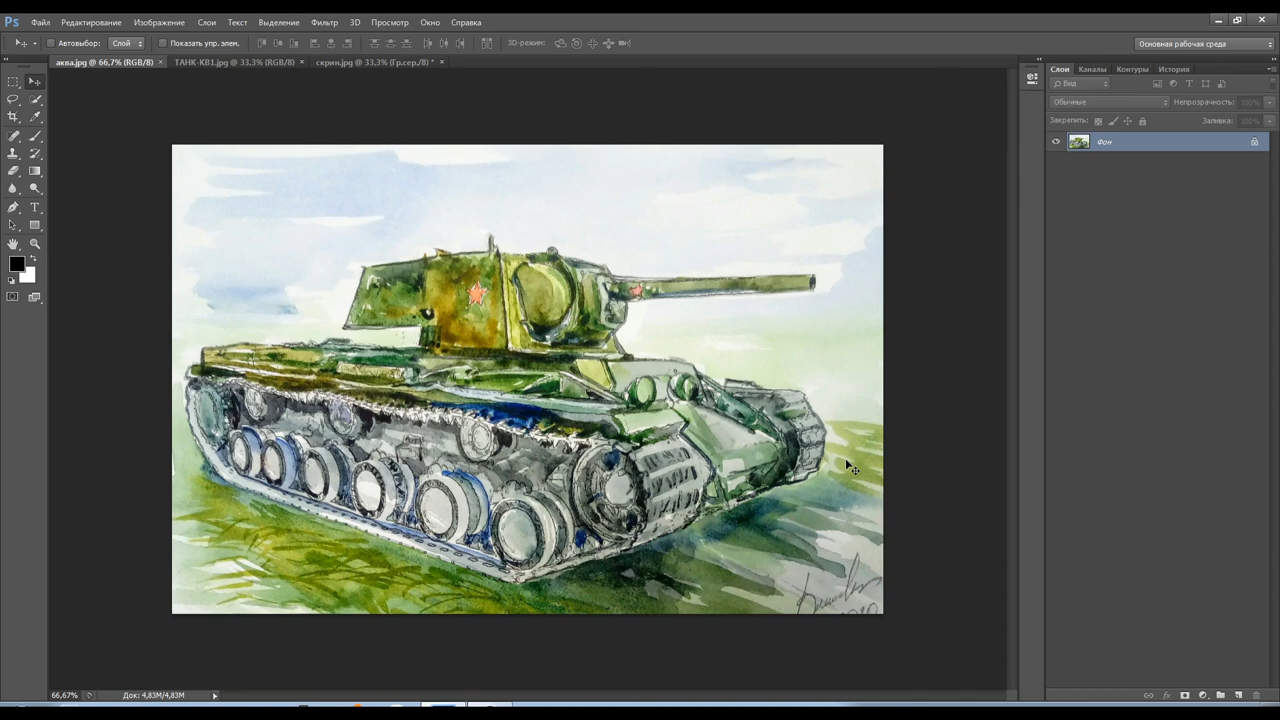 Ps Файл Редактирование Изображение Слои Текст Выделение Фильтр 3D Просмотр Окно Справка
Автовыбор: Слой Показать упр. элем. 3D-режим: Основная рабочая среда
аква.jpg @ 66,7% (RGB/8) × ТАНК-КВ1.jpg @ 33,3% (RGB/8) × скрин.jpg @ 33,3% (Гр.сер./8) * ×
Слои Каналы Контуры История
Вид
Обычные Непрозрачность: 100%
Закрепить: Заливка: 100%
Фон
66,67% Док: 4,83M/4,83M